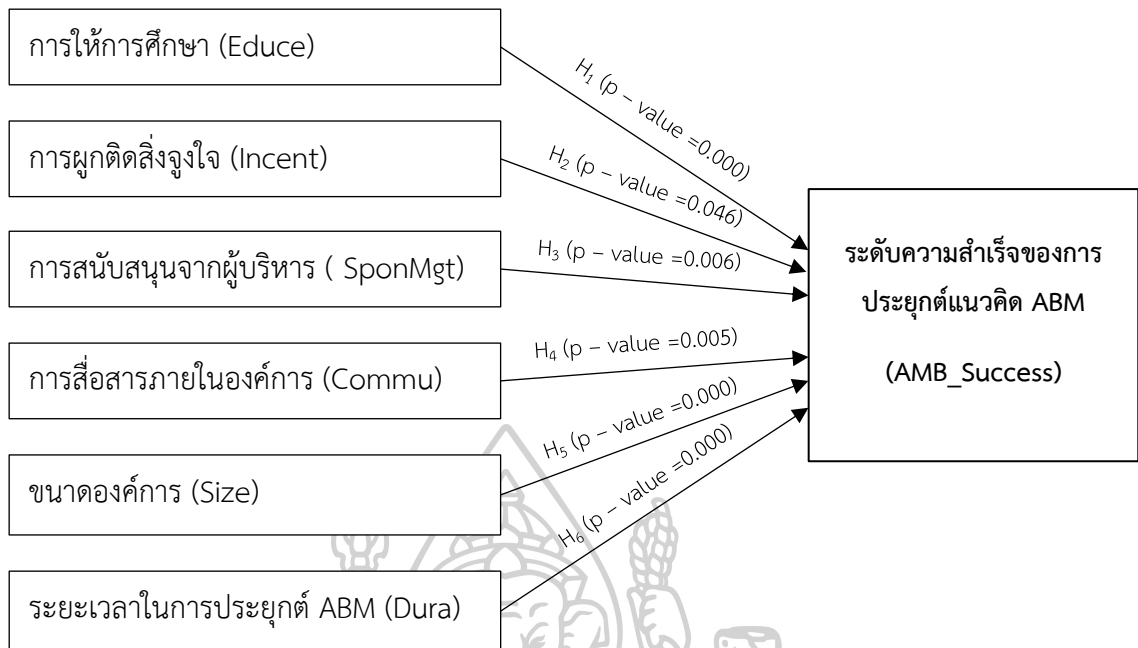 การให้การศึกษา (Educe)
H₁ (p – value =0.000)
การผูกติดสิ่งจูงใจ (Incent)
H₂ (p – value =0.046)
การสนับสนุนจากผู้บริหาร ( SponMgt)
H₃ (p – value =0.006)
การสื่อสารภายในองค์การ (Commu)
H₄ (p – value =0.005)
ขนาดองค์การ (Size)
H₅ (p – value =0.000)
ระยะเวลาในการประยุกต์ ABM (Dura)
H₆ (p – value =0.000)
ระดับความสำเร็จของการ
ประยุกต์แนวคิด ABM
(AMB_Success)